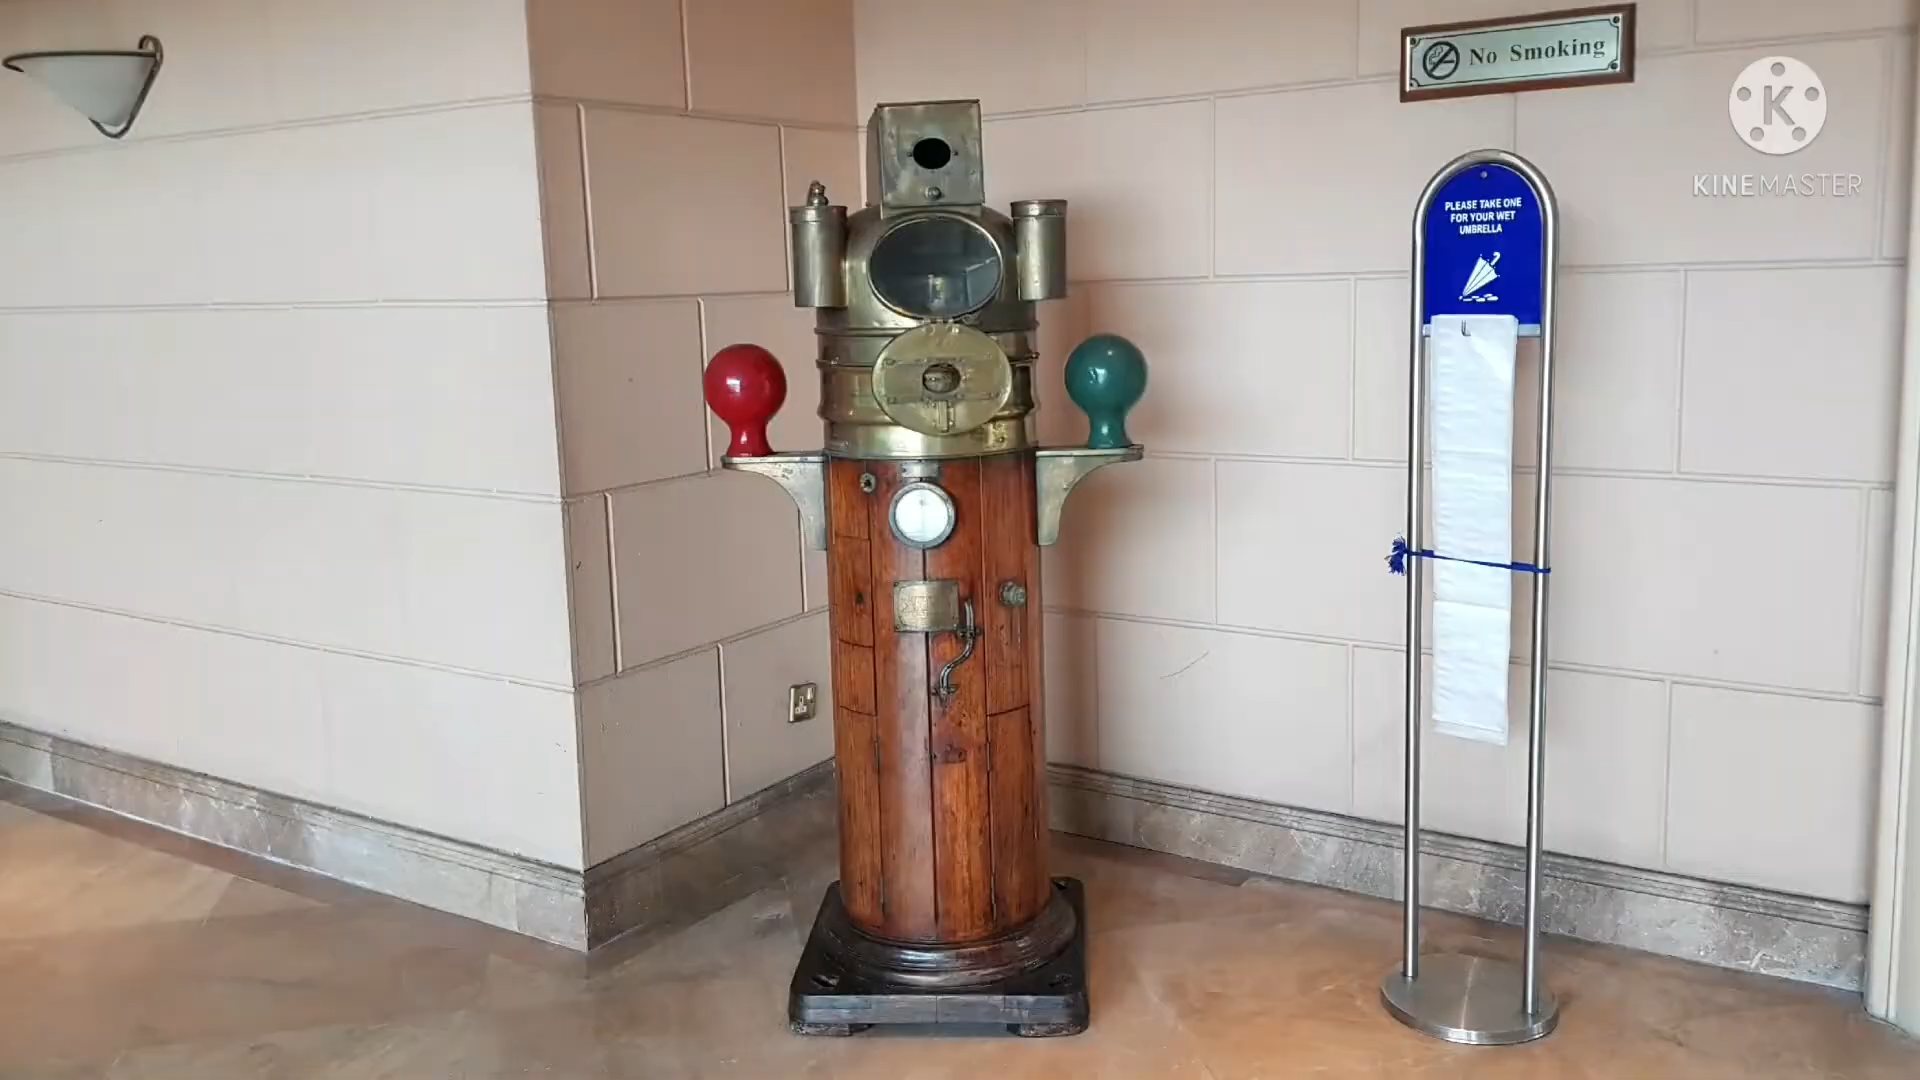 No Smoking
K
KINEMASTER
PLEASE TAKE ONE
FOR YOUR WET
UMBRELLA